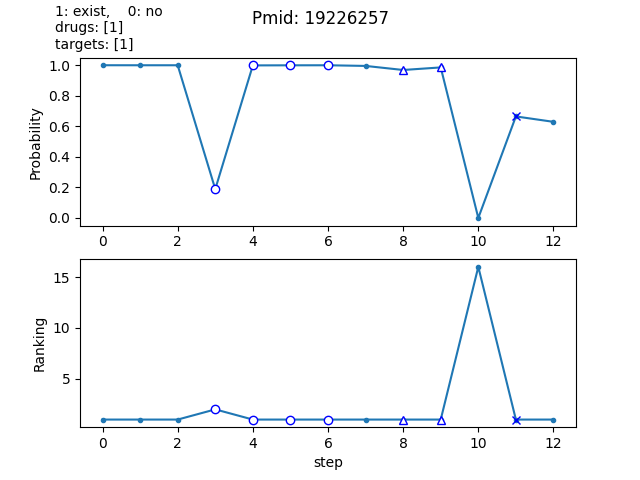 1: exist,    0: no
drugs: [1]
targets: [1]
Pmid: 19226257
Probability
1.0
0.8
0.6
0.4
0.2
0.0
0 2 4 6 8 10 12
Ranking
15
10
5
0 2 4 6 8 10 12
step